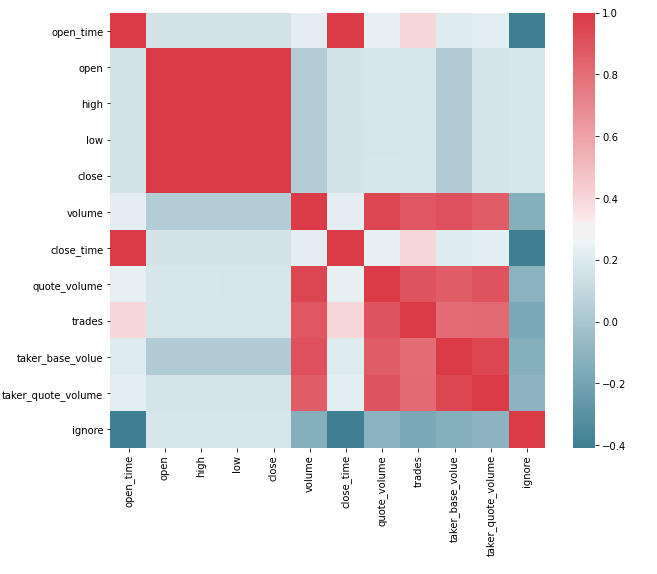 open_time
open
high
low
close
volume
close_time
quote_volume
trades
taker_base_volue
taker_quote_volume
ignore
open_time
open
high
low
close
volume
close_time
quote_volume
trades
taker_base_volue
taker_quote_volume
ignore
1.0
0.8
0.6
0.4
0.2
0.0
−0.2
−0.4